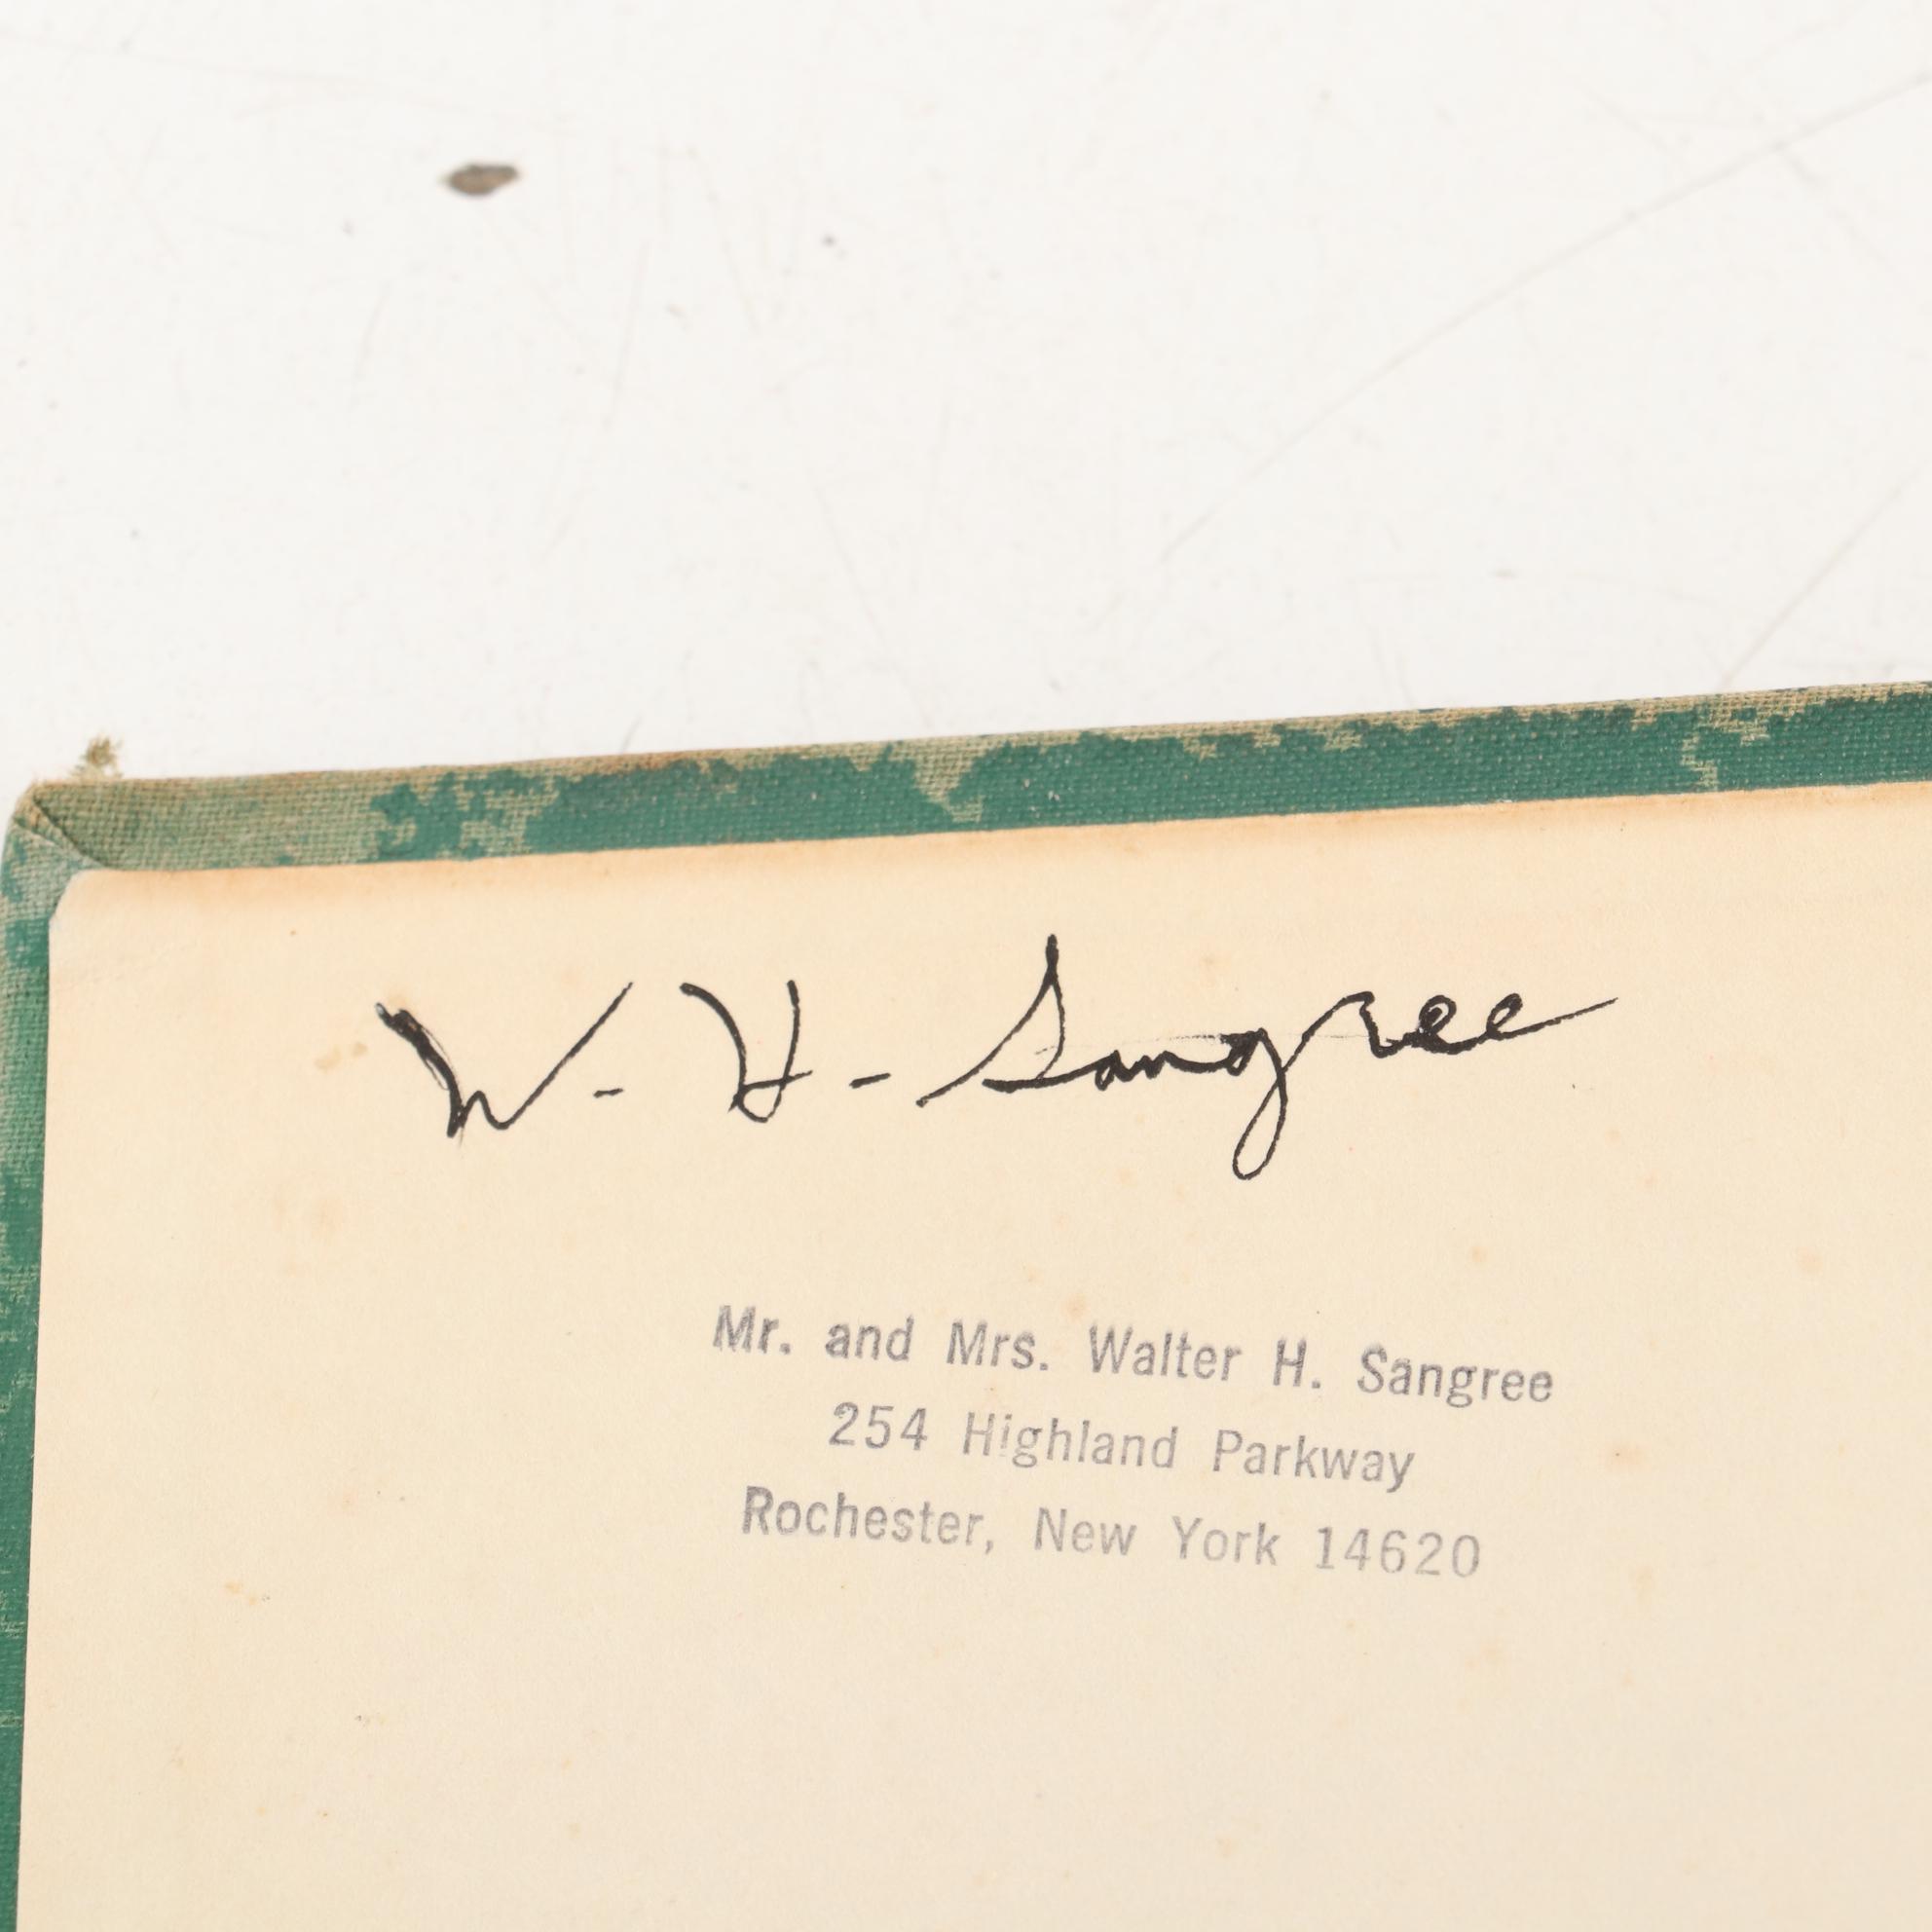 W. H. Sangree
Mr. and Mrs. Walter H. Sangree
254 Highland Parkway
Rochester, New York 14620